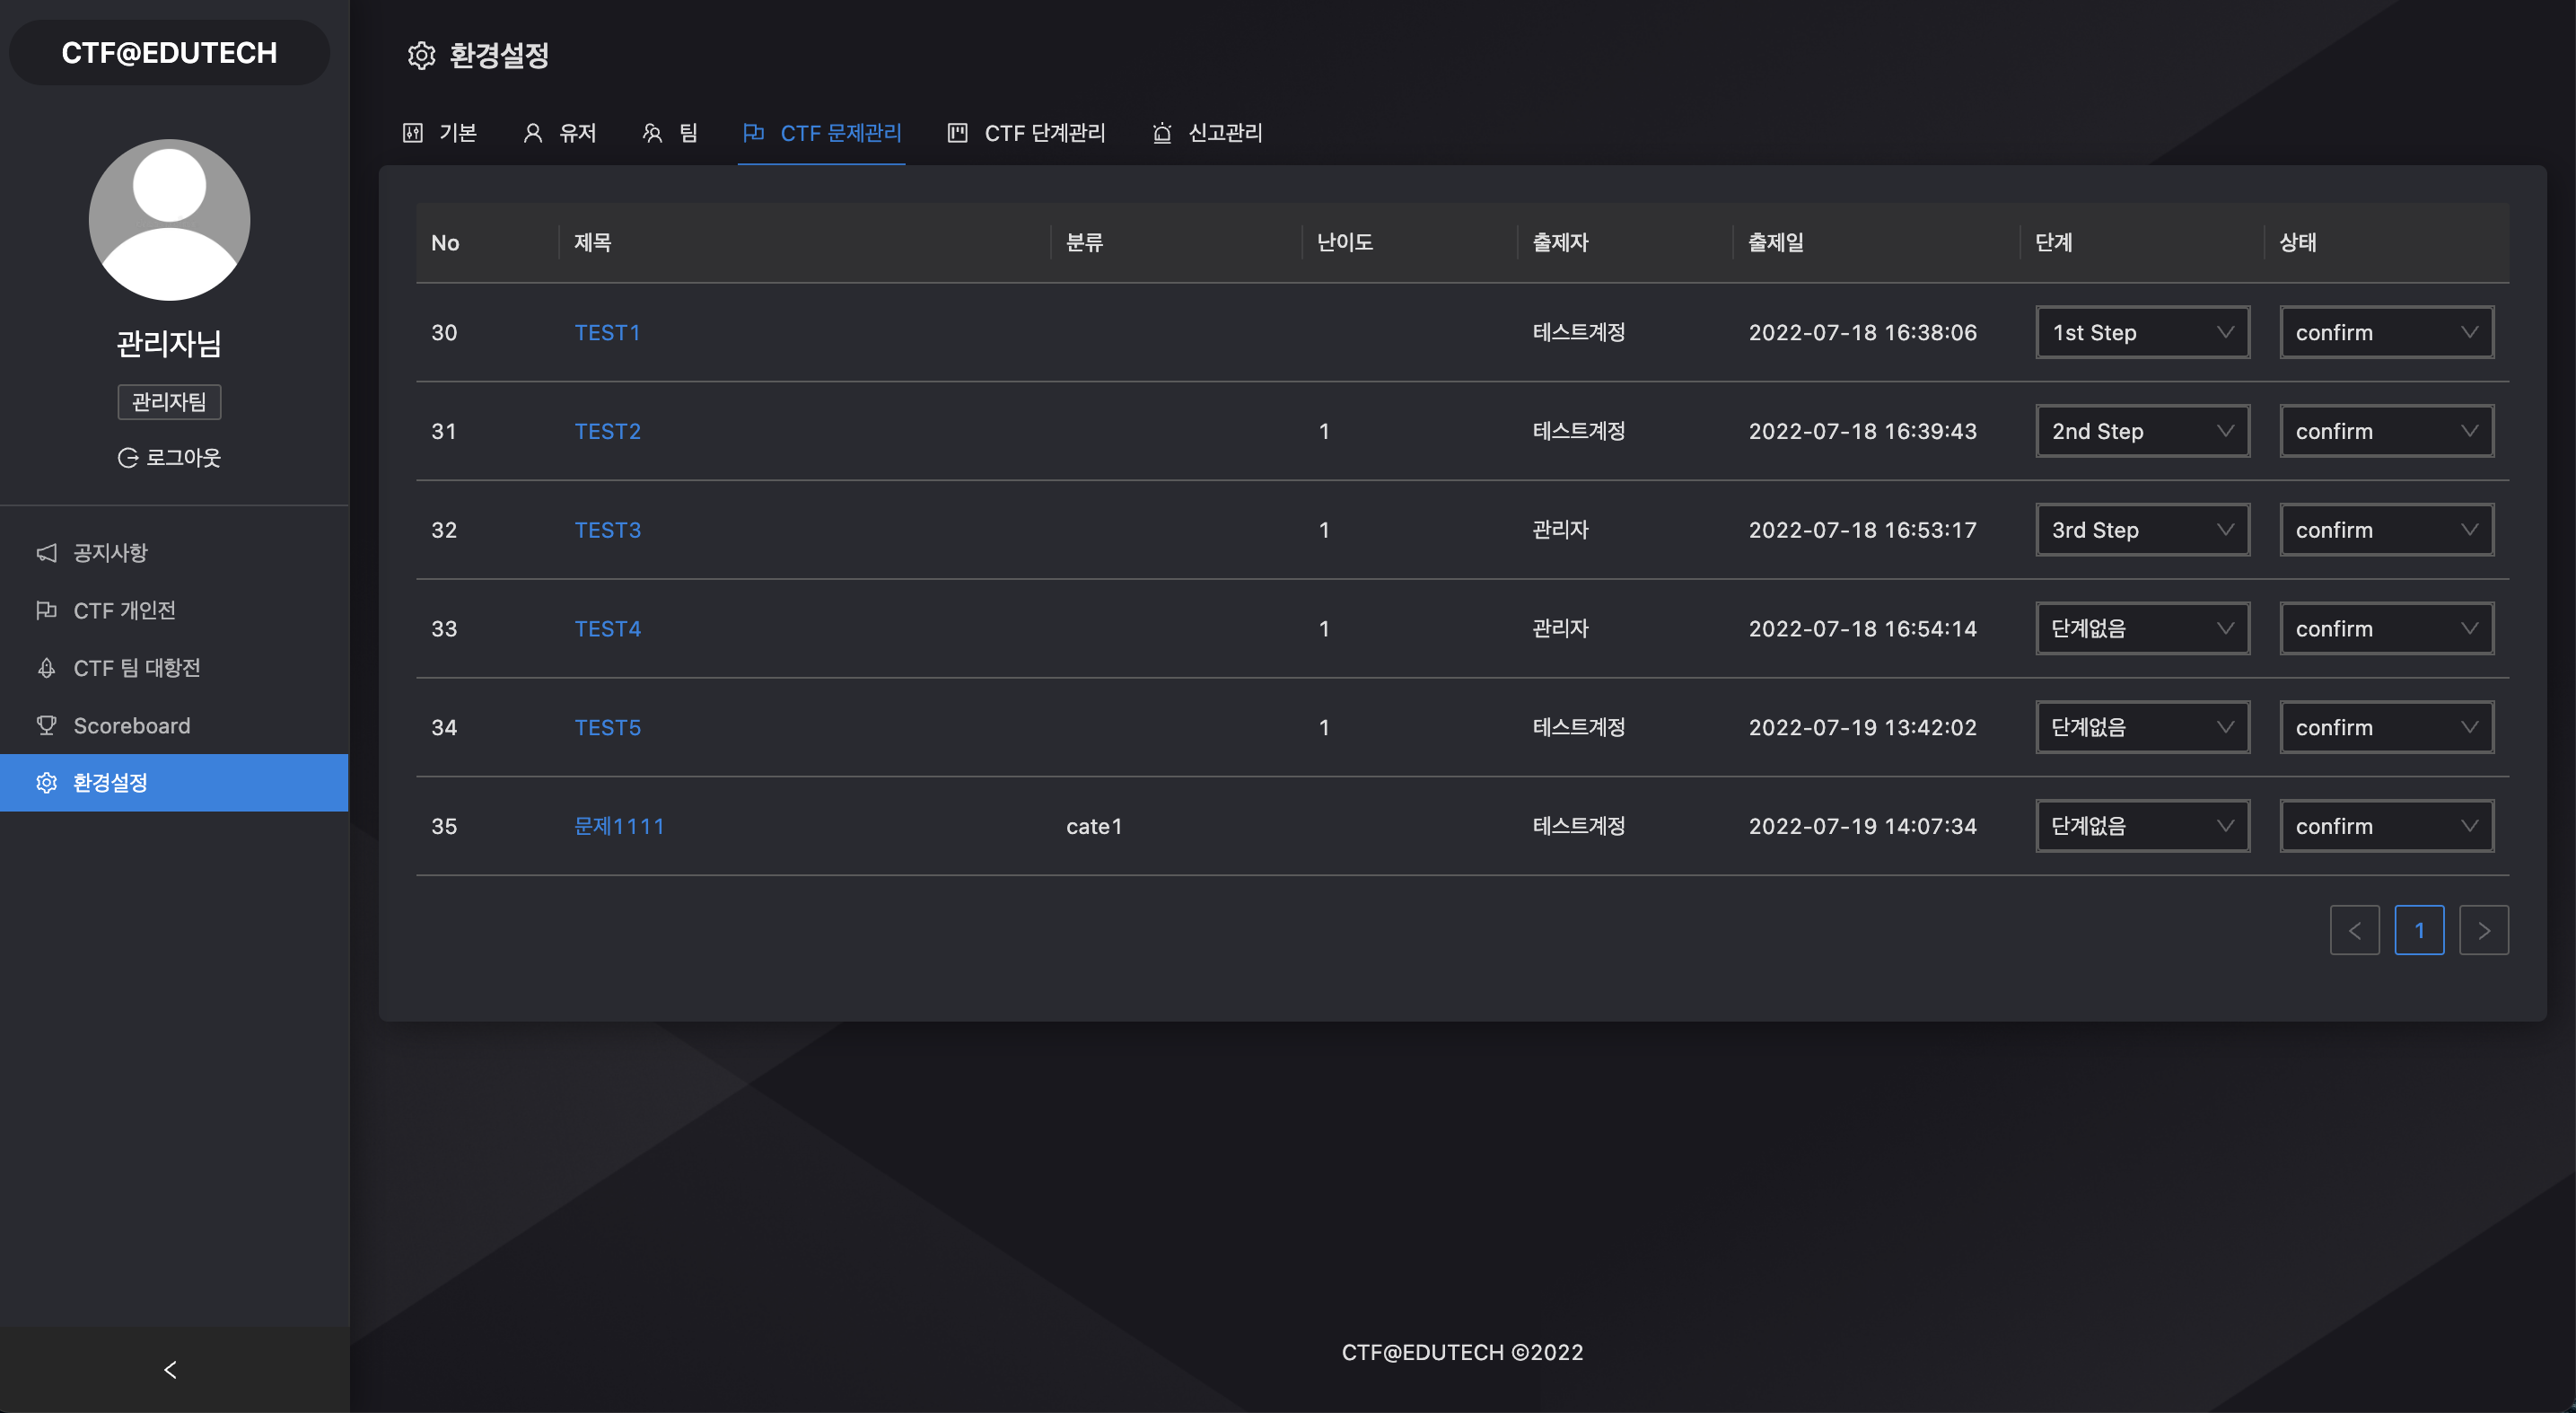 CTF@EDUTECH
관리자님
관리자팀
로그아웃
공지사항
CTF 개인전
CTF 팀 대항전
Scoreboard
환경설정
환경설정
기본 유저 팀 CTF 문제관리 CTF 단계관리 신고관리
No 제목 분류 난이도 출제자 출제일 단계 상태
30 TEST1 테스트계정 2022-07-18 16:38:06 1st Step confirm
31 TEST2 1 테스트계정 2022-07-18 16:39:43 2nd Step confirm
32 TEST3 1 관리자 2022-07-18 16:53:17 3rd Step confirm
33 TEST4 1 관리자 2022-07-18 16:54:14 단계없음 confirm
34 TEST5 1 테스트계정 2022-07-19 13:42:02 단계없음 confirm
35 문제1111 cate1 테스트계정 2022-07-19 14:07:34 단계없음 confirm
1
CTF@EDUTECH ©2022